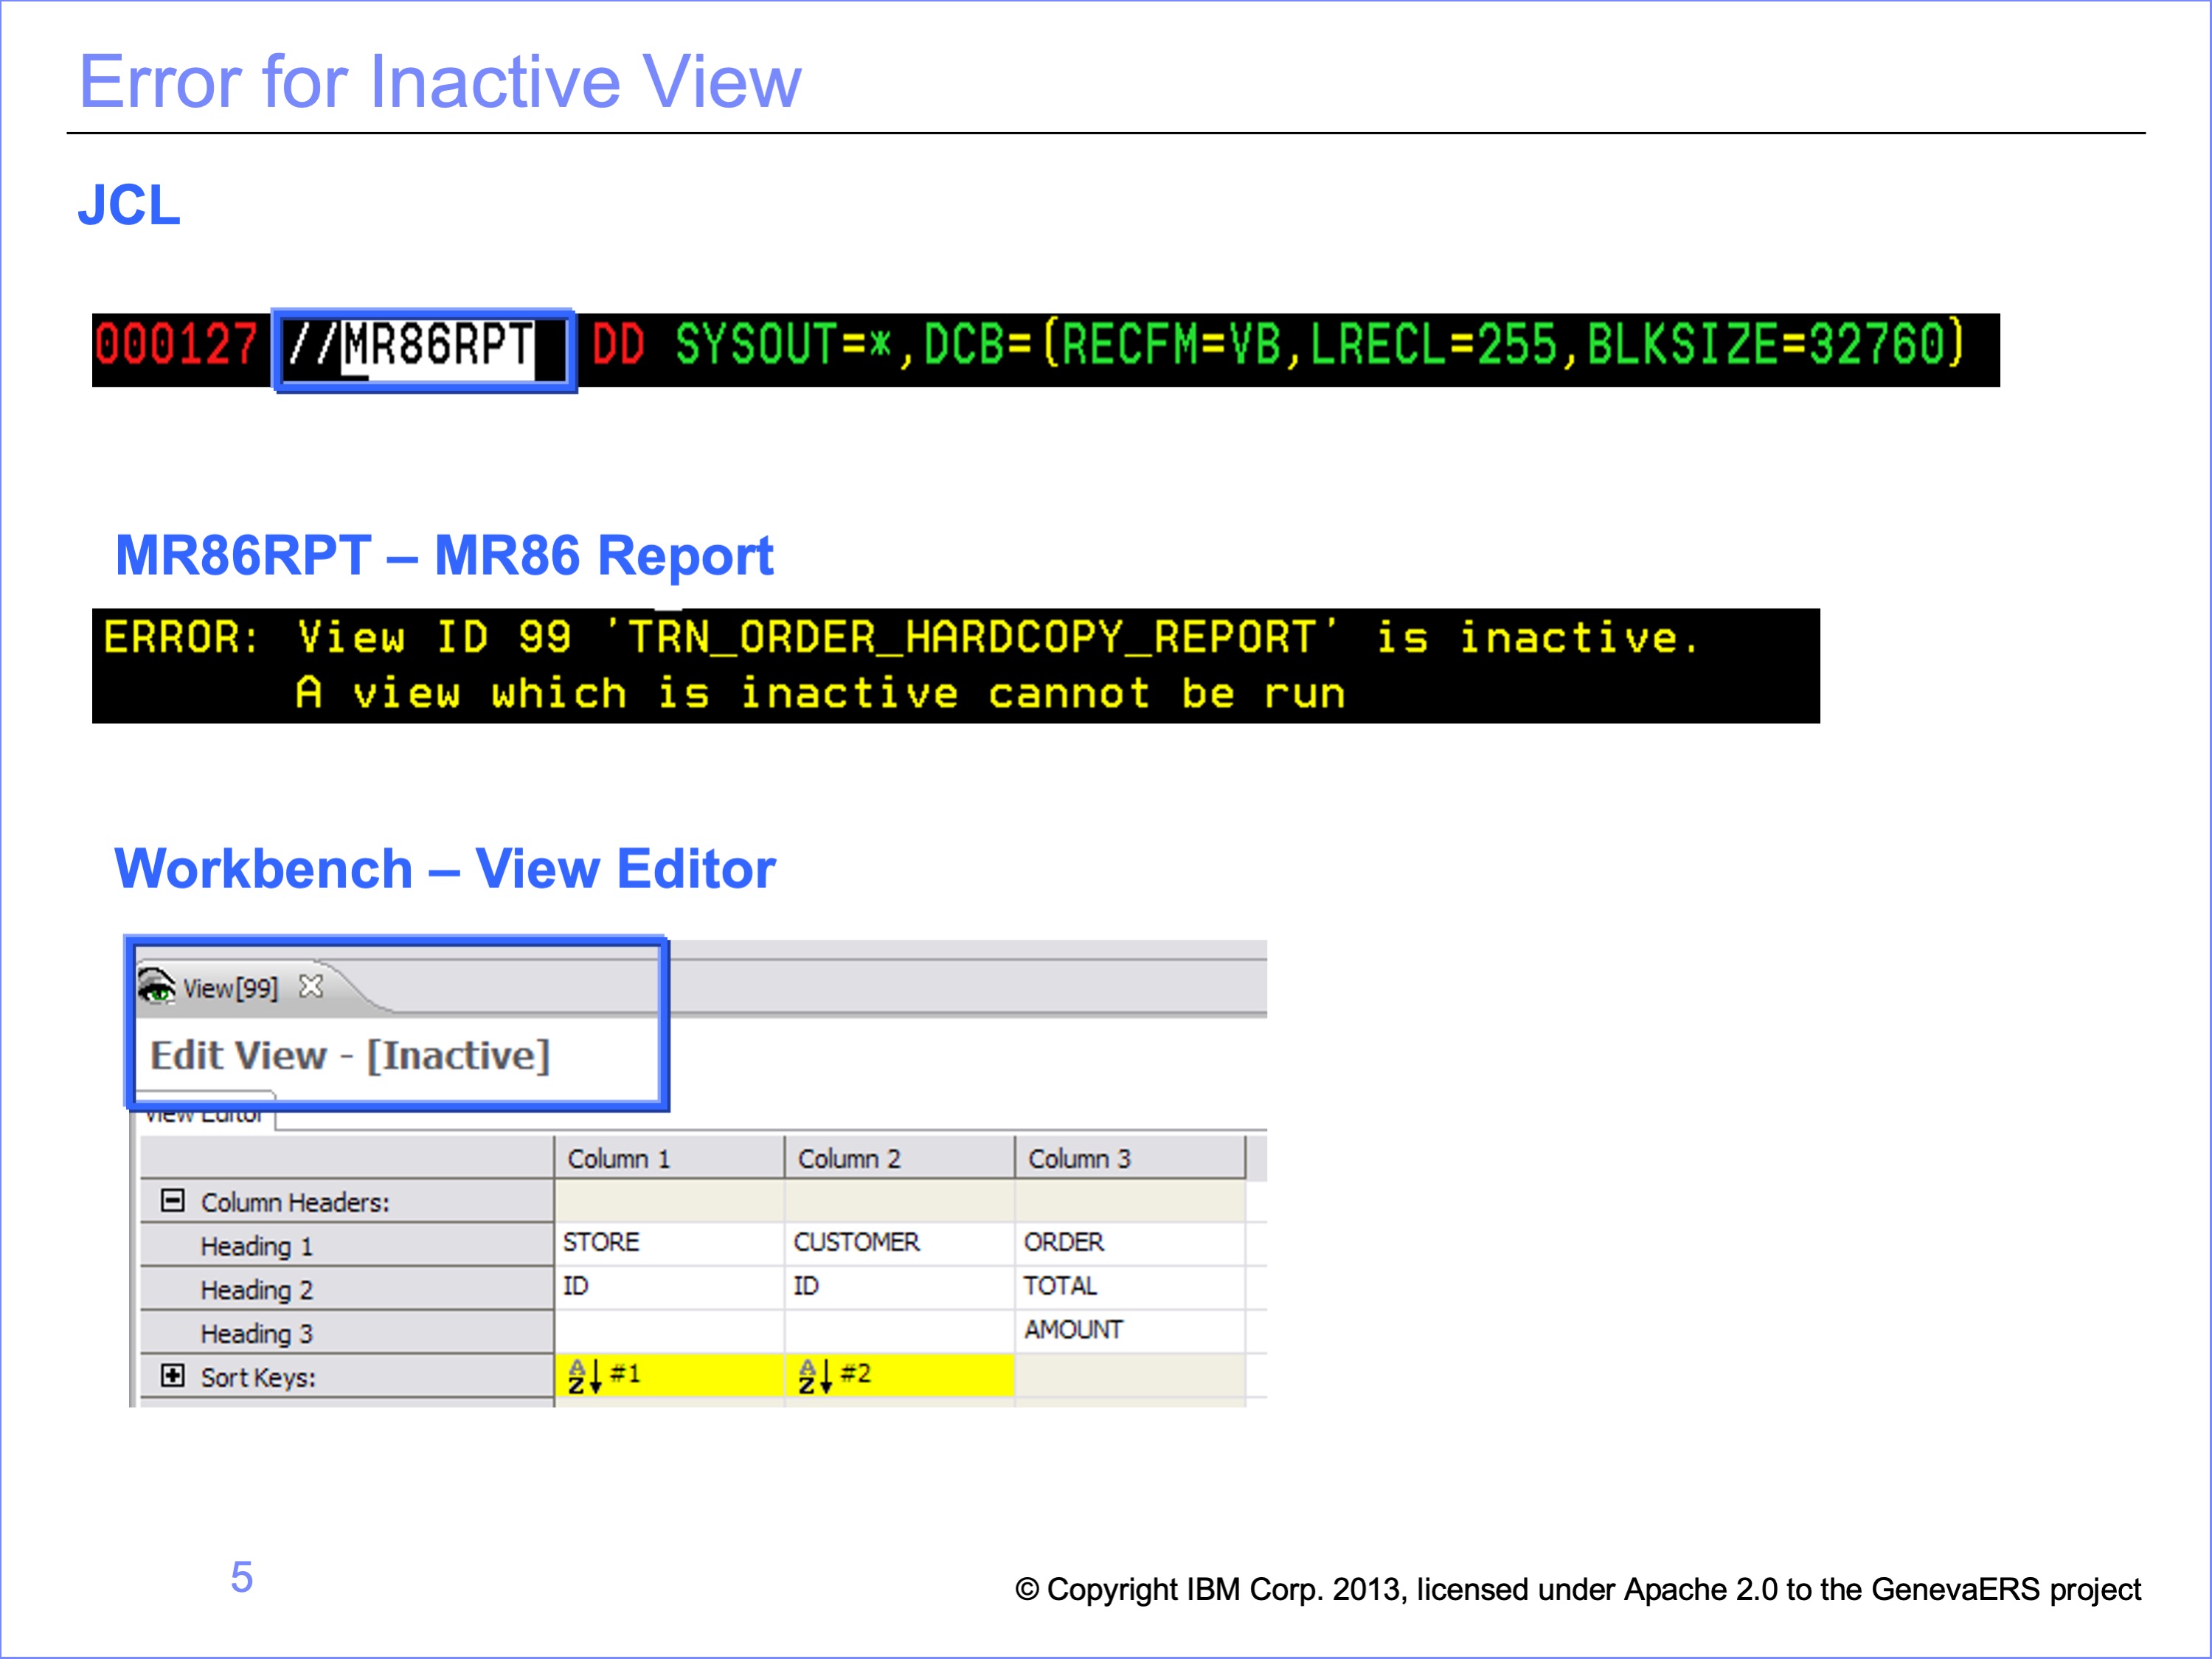 Error for Inactive View
JCL
000127 //MR86RPT DD SYSOUT=*,DCB=(RECFM=VB,LRECL=255,BLKSIZE=32760)
MR86RPT – MR86 Report
ERROR: View ID 99 'TRN_ORDER_HARDCOPY_REPORT' is inactive.
A view which is inactive cannot be run
Workbench – View Editor
View[99]
Edit View - [Inactive]
View Editor
Column 1 Column 2 Column 3
Column Headers:
Heading 1 STORE CUSTOMER ORDER
Heading 2 ID ID TOTAL
Heading 3 AMOUNT
Sort Keys: AZ #1 AZ #2
5
© Copyright IBM Corp. 2013, licensed under Apache 2.0 to the GenevaERS project